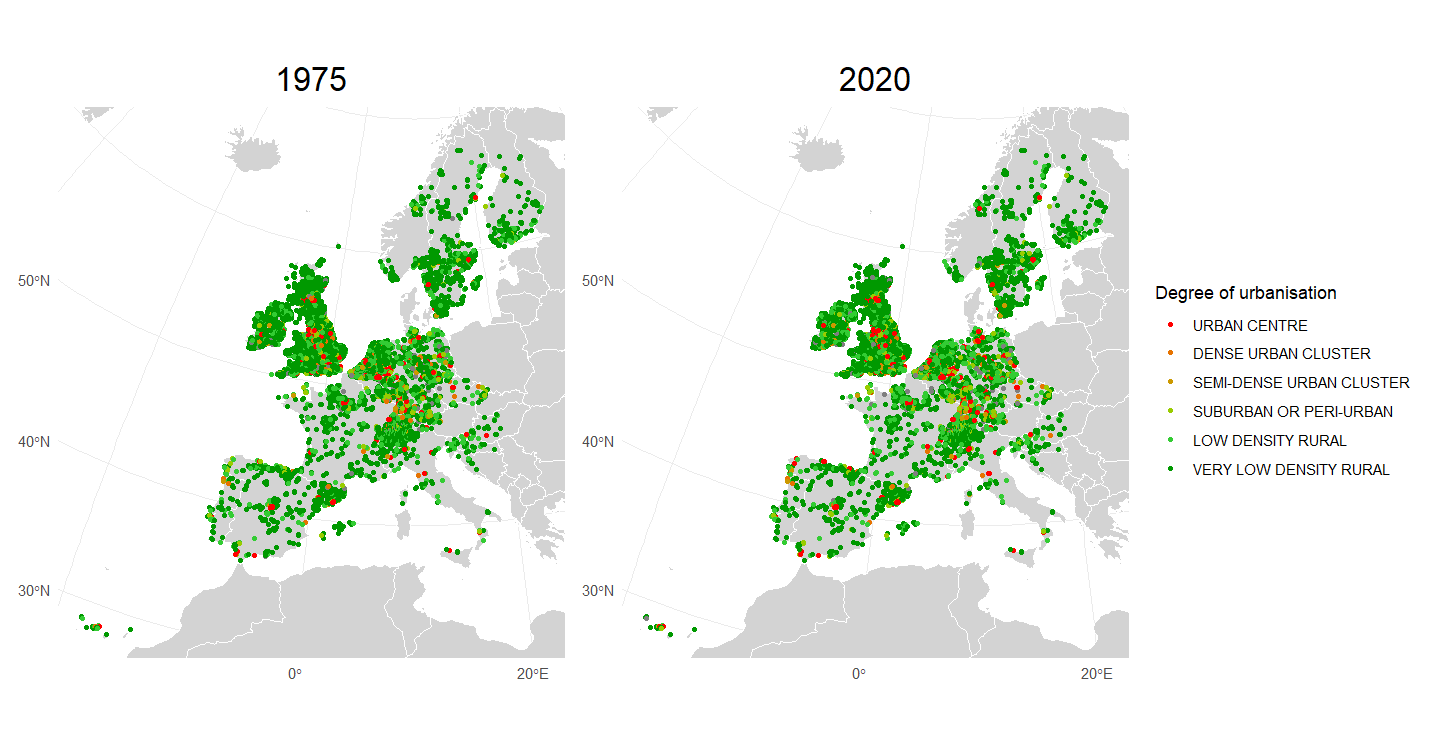 1975
2020
50°N
40°N
30°N
0°
20°E
50°N
40°N
30°N
0°
20°E
Degree of urbanisation
URBAN CENTRE
DENSE URBAN CLUSTER
SEMI-DENSE URBAN CLUSTER
SUBURBAN OR PERI-URBAN
LOW DENSITY RURAL
VERY LOW DENSITY RURAL